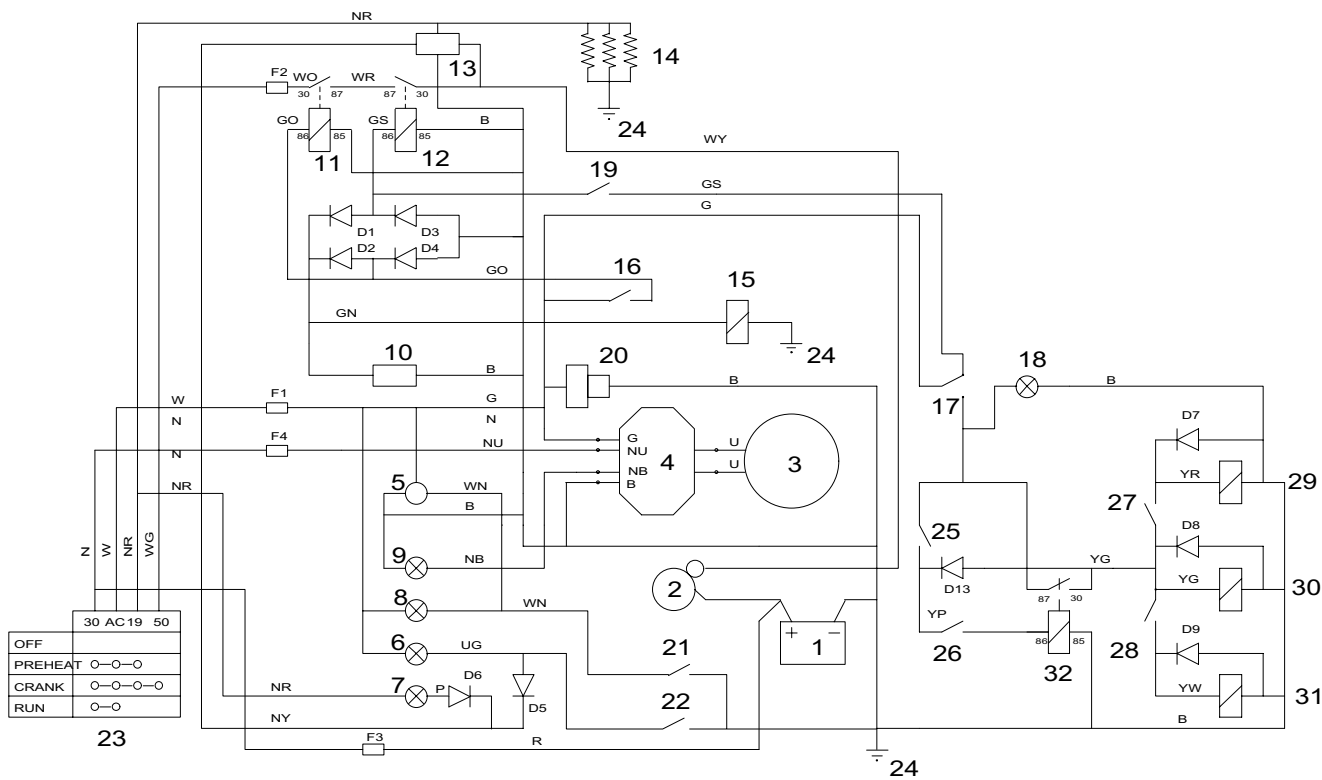 NR
13
14
F2
WO
WR
30
87
87
30
24
GO
GS
B
86
85
86
85
11
12
WY
19
GS
G
D1
D3
D2
D4
GO
16
15
GN
24
10
B
20
B
18
B
F1
W
G
N
N
17
D7
F4
N
NU
G
NU
NB
B
4
U
U
3
YR
29
5
WN
NR
B
27
25
D8
9
NB
2
D13
YG
YG
30
N
W
NR
WG
8
WN
87
30
YP
26
86
85
32
28
D9
30 AC 19 50
OFF
PREHEAT
CRANK
RUN
23
6
UG
+
-
1
21
NR
7
P
D6
D5
22
YW
31
NY
B
F3
R
24